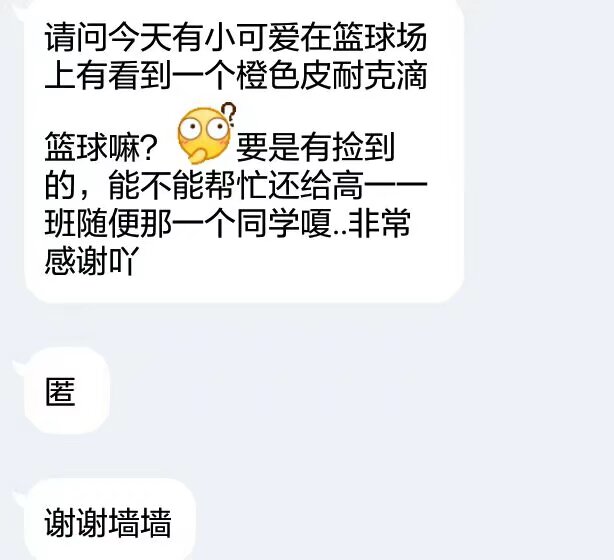 请问今天有小可爱在篮球场
上有看到一个橙色皮耐克滴
篮球嘛？要是有捡到
的，能不能帮忙还给高一一
班随便那一个同学嗄..非常
感谢吖
匿
谢谢墙墙